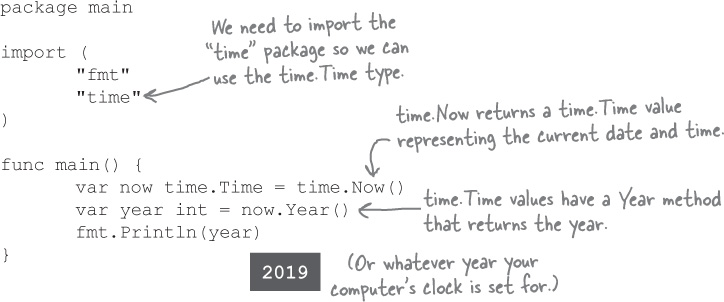 package main
We need to import the
"time" package so we can
use the time.Time type.
import (
"fmt"
"time"
)
time.Now returns a time.Time value
representing the current date and time.
func main() {
var now time.Time = time.Now()
var year int = now.Year()
fmt.Println(year)
}
time.Time values have a Year method
that returns the year.
2019
(Or whatever year your
computer's clock is set for.)